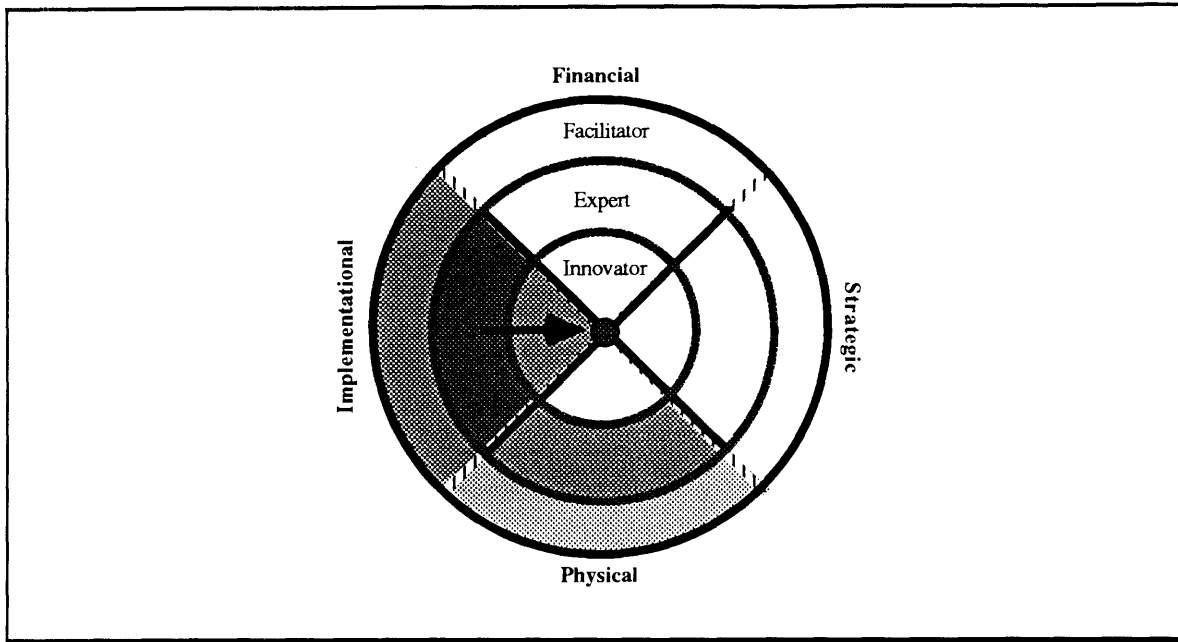 Financial
Facilitator
Expert
Innovator
Implementational
Strategic
Physical